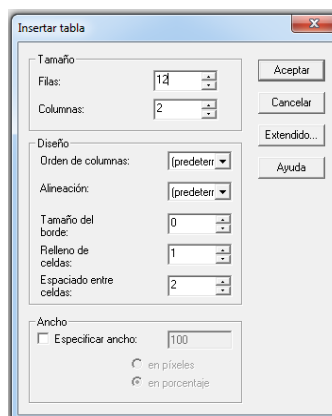 Insertar tabla
Tamaño
Filas: 12
Columnas: 2
Aceptar
Cancelar
Extendido...
Ayuda
Diseño
Orden de columnas: (predeterr
Alineación: (predeterr
Tamaño del
borde: 0
Relleno de
celdas: 1
Espaciado entre
celdas: 2
Ancho
Especificar ancho: 100
en píxeles
en porcentaje